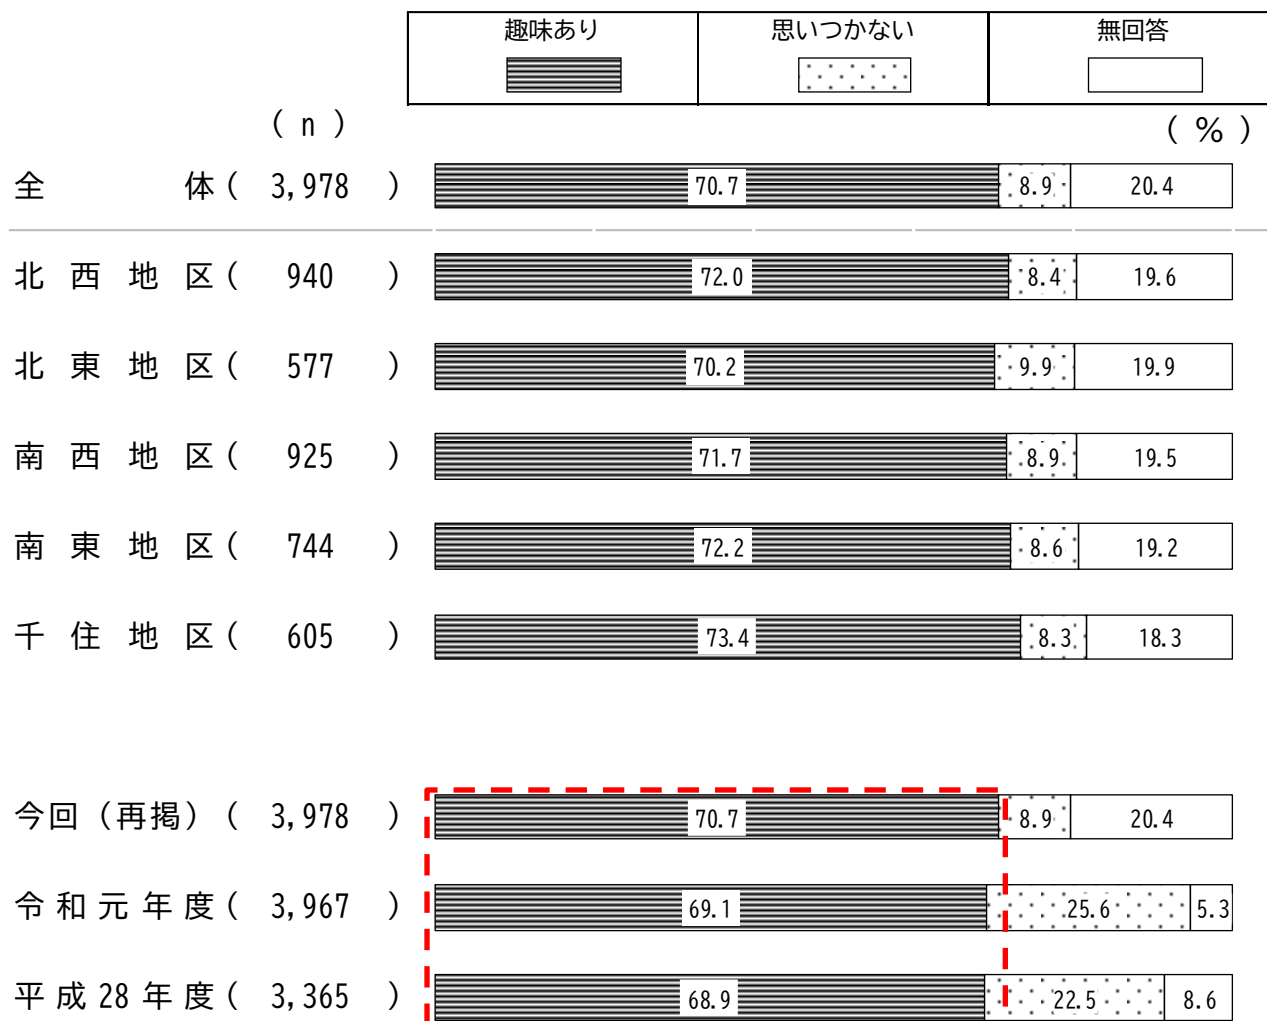 趣味あり 思いつかない 無回答
( n ) ( % )
全 体 ( 3,978 ) 70.7 8.9 20.4
北 西 地 区 ( 940 ) 72.0 8.4 19.6
北 東 地 区 ( 577 ) 70.2 9.9 19.9
南 西 地 区 ( 925 ) 71.7 8.9 19.5
南 東 地 区 ( 744 ) 72.2 8.6 19.2
千 住 地 区 ( 605 ) 73.4 8.3 18.3
今回（再掲） ( 3,978 ) 70.7 8.9 20.4
令 和 元 年 度 ( 3,967 ) 69.1 25.6 5.3
平 成 28 年 度 ( 3,365 ) 68.9 22.5 8.6